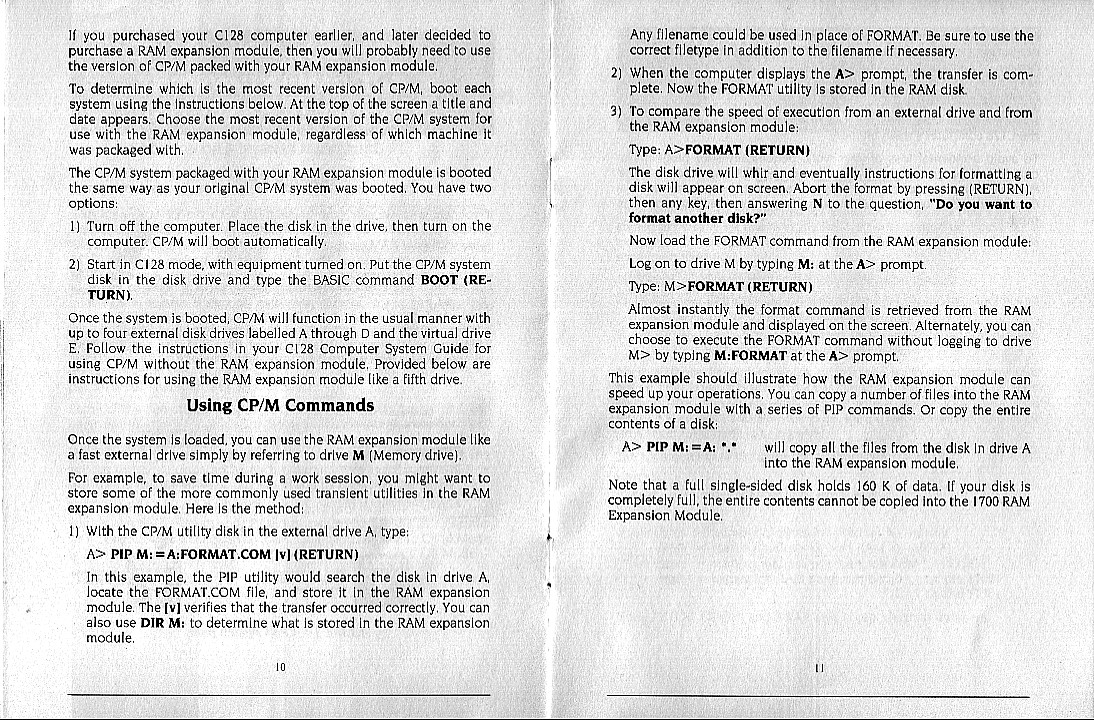 If you purchased your C128 computer earlier, and later decided to
purchase a RAM expansion module, then you will probably need to use
the version of CP/M packed with your RAM expansion module.
To determine which is the most recent version of CP/M, boot each
system using the instructions below. At the top of the screen a title and
date appears. Choose the most recent version of the CP/M system for
use with the RAM expansion module, regardless of which machine it
was packaged with.
The CP/M system packaged with your RAM expansion module is booted
the same way as your original CP/M system was booted. You have two
options:
1) Turn off the computer. Place the disk in the drive, then turn on the
computer. CP/M will boot automatically.
2) Start in C128 mode, with equipment turned on. Put the CP/M system
disk in the disk drive and type the BASIC command BOOT (RE-
TURN).
Once the system is booted, CP/M will function in the usual manner with
up to four external disk drives labelled A through D and the virtual drive
E. Follow the instructions in your C128 Computer System Guide for
using CP/M without the RAM expansion module. Provided below are
instructions for using the RAM expansion module like a fifth drive.
Using CP/M Commands
Once the system is loaded, you can use the RAM expansion module like
a fast external drive simply by referring to drive M (Memory drive).
For example, to save time during a work session, you might want to
store some of the more commonly used transient utilities in the RAM
expansion module. Here is the method:
1) With the CP/M utility disk in the external drive A, type:
A> PIP M:=A:FORMAT.COM [v] (RETURN)
In this example, the PIP utility would search the disk in drive A,
locate the FORMAT.COM file, and store it in the RAM expansion
module. The [v] verifies that the transfer occurred correctly. You can
also use DIR M: to determine what is stored in the RAM expansion
module.
10
Any filename could be used in place of FORMAT. Be sure to use the
correct filetype in addition to the filename if necessary.
2) When the computer displays the A> prompt, the transfer is com-
plete. Now the FORMAT utility is stored in the RAM disk.
3) To compare the speed of execution from an external drive and from
the RAM expansion module:
Type: A>FORMAT (RETURN)
The disk drive will whir and eventually instructions for formatting a
disk will appear on screen. Abort the format by pressing (RETURN),
then any key, then answering N to the question, "Do you want to
format another disk?"
Now load the FORMAT command from the RAM expansion module:
Log on to drive M by typing M: at the A> prompt.
Type: M>FORMAT (RETURN)
Almost instantly the format command is retrieved from the RAM
expansion module and displayed on the screen. Alternately, you can
choose to execute the FORMAT command without logging to drive
M> by typing M:FORMAT at the A> prompt.
This example should illustrate how the RAM expansion module can
speed up your operations. You can copy a number of files into the RAM
expansion module with a series of PIP commands. Or copy the entire
contents of a disk:
A> PIP M:=A: *.* will copy all the files from the disk in drive A
into the RAM expansion module.
Note that a full single-sided disk holds 160 K of data. If your disk is
completely full, the entire contents cannot be copied into the 1700 RAM
Expansion Module.
11